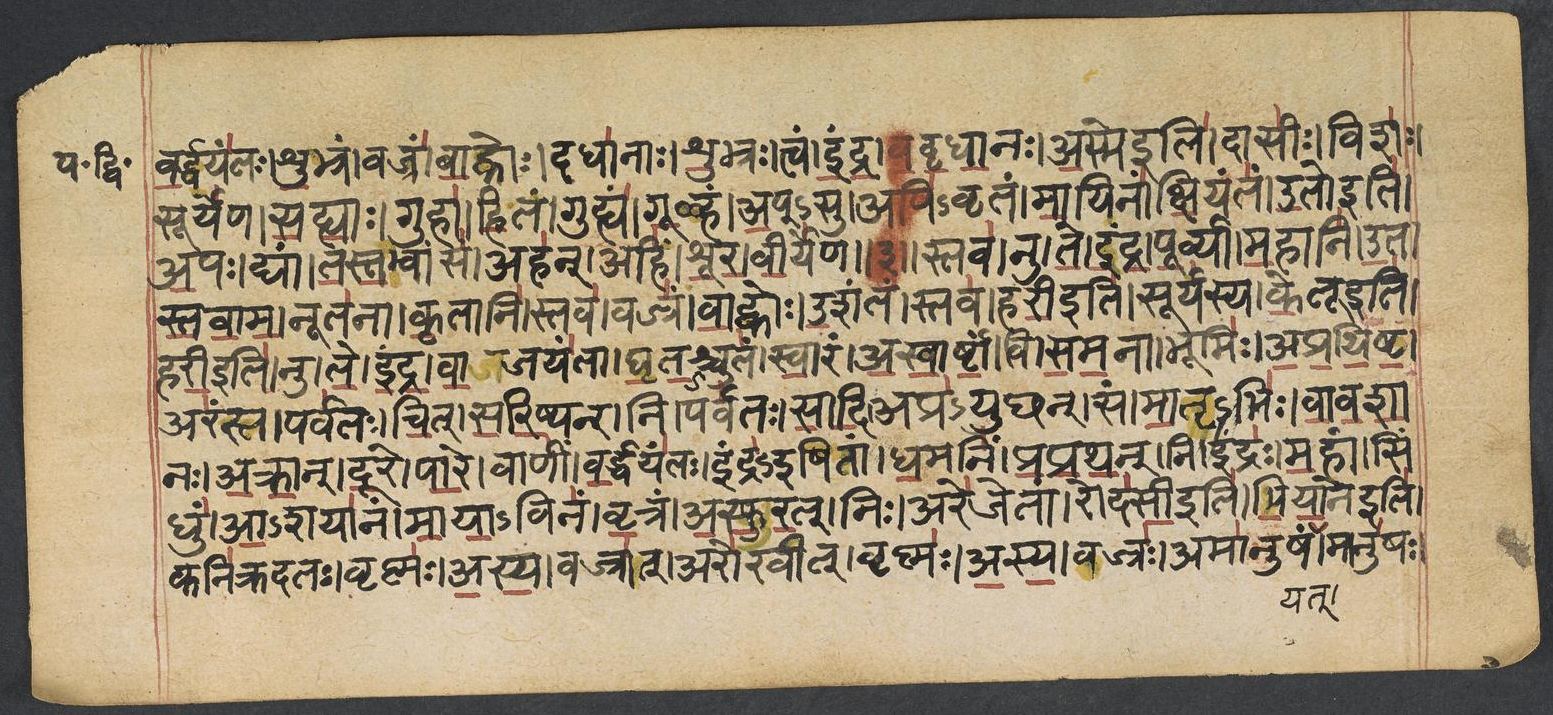 प॰द्वि॰
वर्द्धयंतः।शुभ्रं।वज्रं।बाह्वोः।दधानाः।शुभ्रः।त्वं।इंद्र।ववृधानः।अस्मेइति।दासीः।विशः।
सूर्येण।सह्याः।गुहा।हितं।गुह्यं।गूळ्हं।अप्ऽसु।अपिऽवृतं।मायिनं।क्षियंतं।उतोइति।
अपः।द्यां।तस्तभ्वांसं।अहन्।अहिं।शूर।वीर्येण॥३॥स्तव।नु।ते।इंद्र।पूर्व्या।महानि।उत।
स्तवाम।नूतना।कृतानि।स्तव।वज्रं।बाह्वोः।उशंतं।स्तव।हरीइति।सूर्यस्य।केतूइति।
हरीइति।नु।ते।इंद्र।वाजयंता।घृतऽश्चुतं।स्वारं।अस्वार्ष्टां।वि।समना।भूमिः।अप्रथिष्ट।
अरंस्त।पर्वतः।चित्।सरिष्यन्।नि।पर्वतः।सादि।अप्रऽयुछन्।सं।मातृऽभिः।वावशा
नः।अक्रान्।दूरे।पारे।वाणीं।वर्द्धयंतः।इंद्रऽइषितां।धमनिं।पप्रथन्।नि।इंद्रः।महां।सिं
धुं।आऽशयानं।मायाऽविनं।वृत्रं।अस्फुरत्।निः।अरेजेतां।रोदसीइति।भियानेइति।
कनिक्रदतः।वृष्णः।अस्य।वज्रात्।अरोरवीत्।वृष्णः।अस्य।वज्रः।अमानुषं।मानुषः।
यत्।